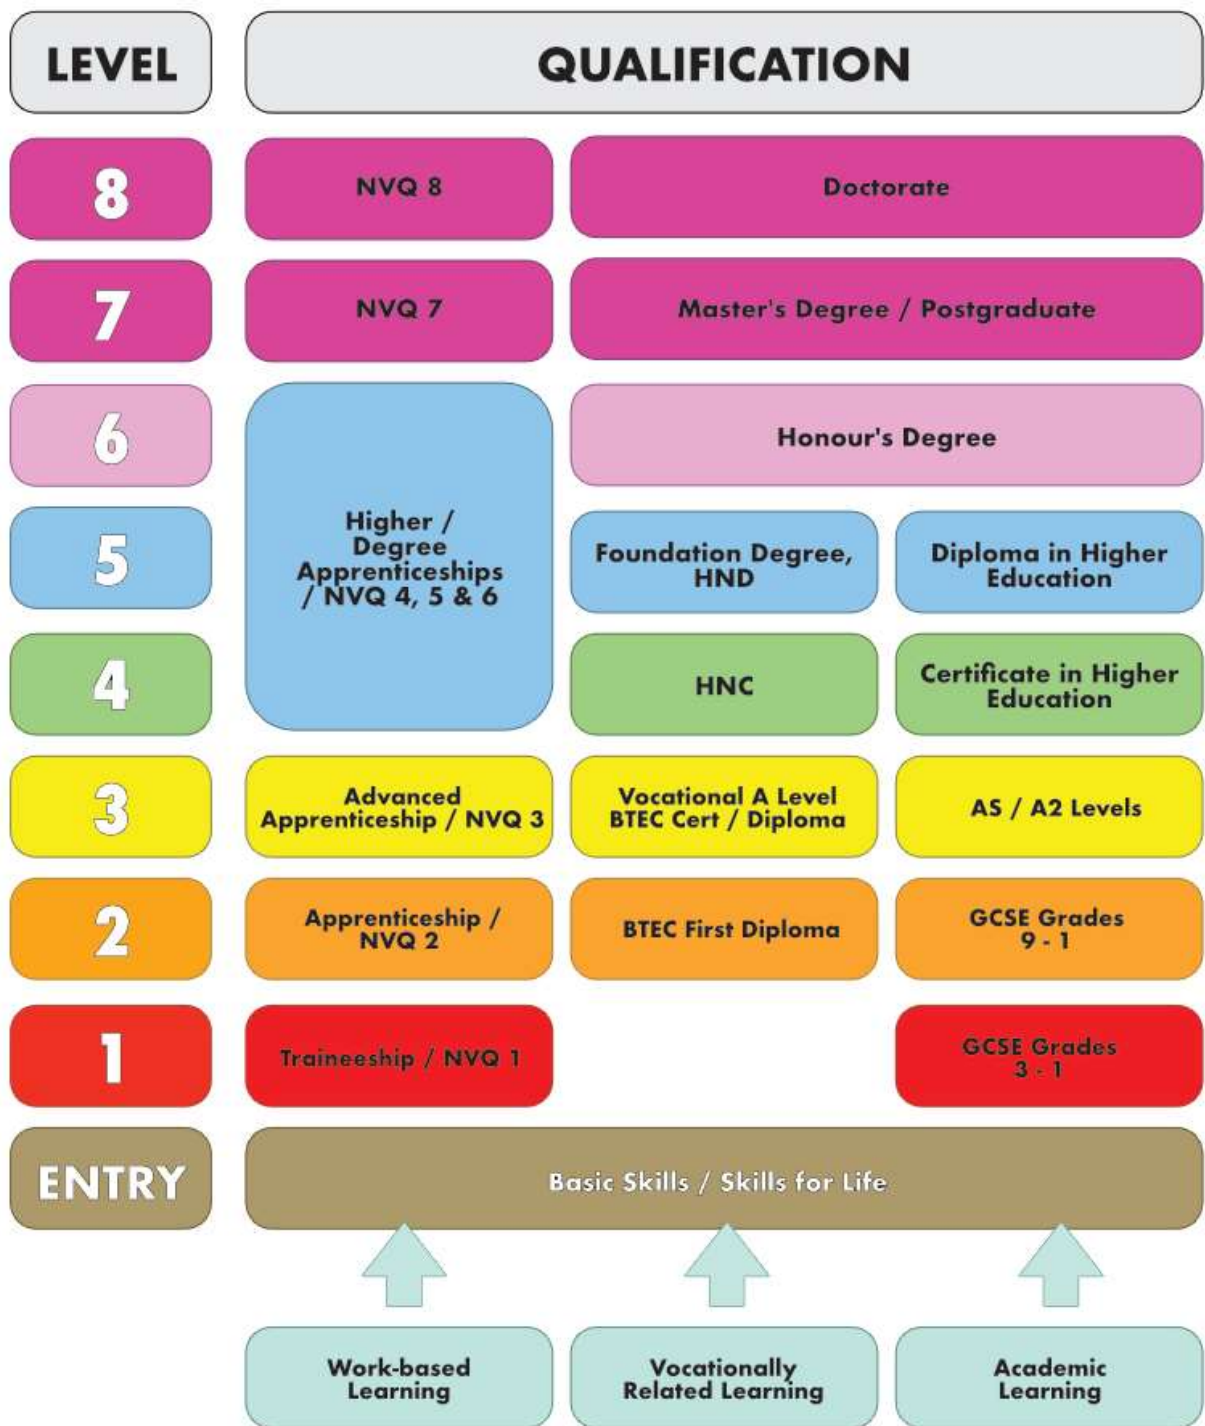 LEVEL
QUALIFICATION
8
NVQ 8
Doctorate
7
NVQ 7
Master's Degree / Postgraduate
6
Honour's Degree
Higher /
Degree
Apprenticeships
/ NVQ 4, 5 & 6
5
Foundation Degree,
HND
Diploma in Higher
Education
4
HNC
Certificate in Higher
Education
3
Advanced
Apprenticeship / NVQ 3
Vocational A Level
BTEC Cert / Diploma
AS / A2 Levels
2
Apprenticeship /
NVQ 2
BTEC First Diploma
GCSE Grades
9 - 1
1
Traineeship / NVQ 1
GCSE Grades
3 - 1
ENTRY
Basic Skills / Skills for Life
Work-based
Learning
Vocationally
Related Learning
Academic
Learning